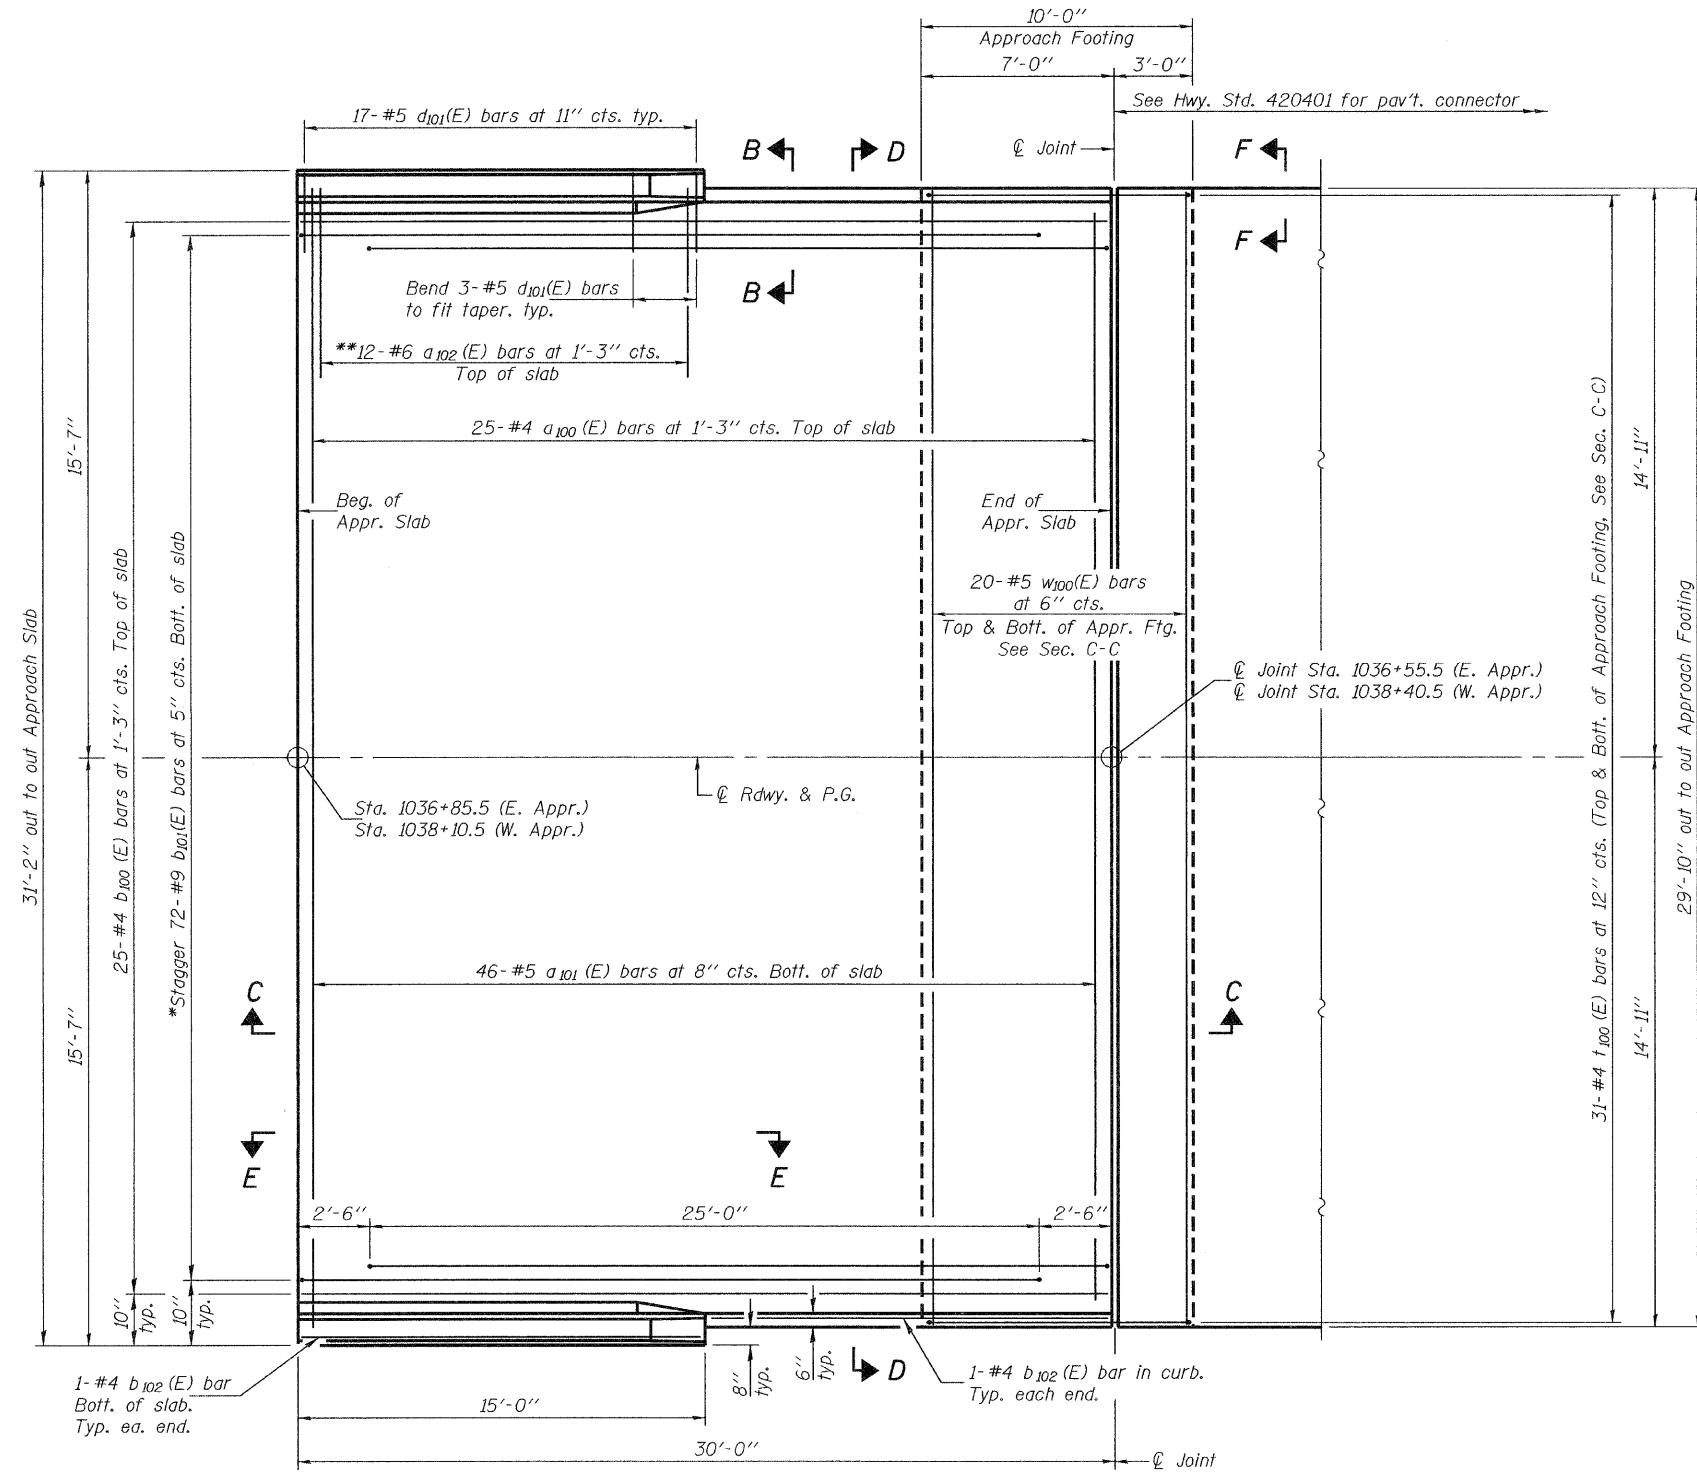 10'-0"
Approach Footing
7'-0"
3'-0"
See Hwy. Std. 420401 for pav't. connector
17-#5 d101(E) bars at 11" cts. typ.
B
D
℄ Joint
F
F
B
Bend 3-#5 d101(E) bars
to fit taper. typ.
**12-#6 a102 (E) bars at 1'-3" cts.
Top of slab
25-#4 a100 (E) bars at 1'-3" cts. Top of slab
Beg. of
Appr. Slab
End of
Appr. Slab
20-#5 w100(E) bars
at 6" cts.
Top & Bott. of Appr. Ftg.
See Sec. C-C
℄ Joint Sta. 1036+55.5 (E. Appr.)
℄ Joint Sta. 1038+40.5 (W. Appr.)
℄ Rdwy. & P.G.
Sta. 1036+85.5 (E. Appr.)
Sta. 1038+10.5 (W. Appr.)
46-#5 a101 (E) bars at 8" cts. Bott. of slab
C
C
E
E
2'-6"
25'-0"
2'-6"
31'-2" out to out Approach Slab
15'-7"
15'-7"
25-#4 b100 (E) bars at 1'-3" cts. Top of slab
*Stagger 72-#9 b101(E) bars at 5" cts. Bott. of slab
10"
typ.
10"
typ.
31-#4 t100 (E) bars at 12" cts. (Top & Bott. of Approach Footing, See Sec. C-C)
14'-11"
14'-11"
29'-10" out to out Approach Footing
1-#4 b102 (E) bar
Bott. of slab.
Typ. ea. end.
8"
typ.
6"
typ.
D
1-#4 b102 (E) bar in curb.
Typ. each end.
15'-0"
30'-0"
℄ Joint